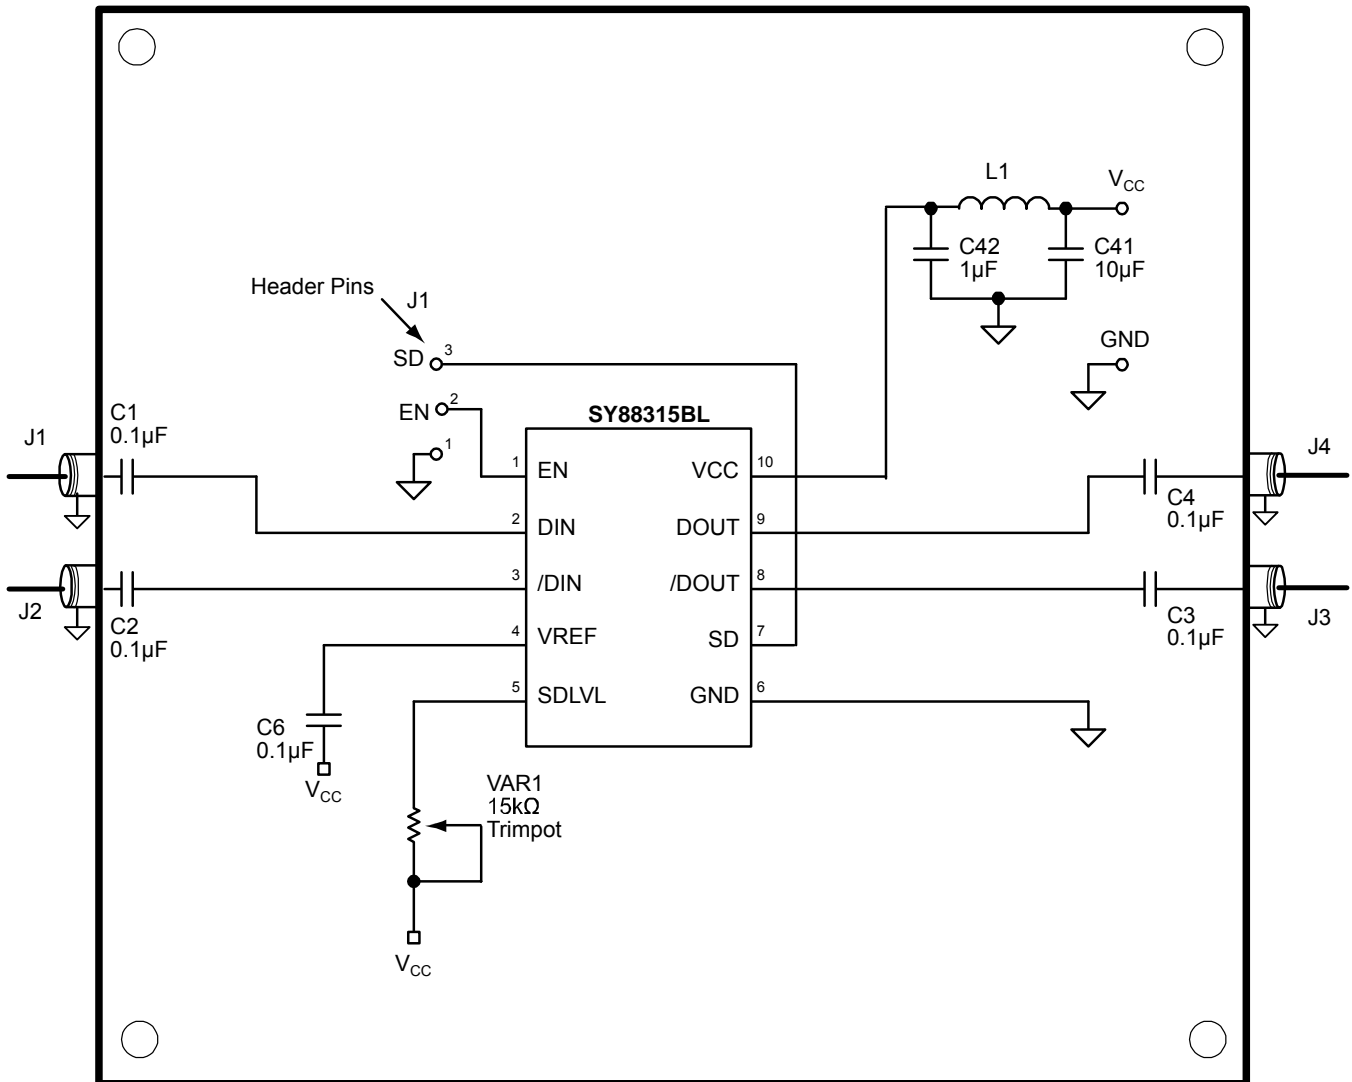 L1
V_CC
C42
1µF
C41
10µF
Header Pins
J1
SD
3
GND
EN
2
1
SY88315BL
C1
0.1µF
J1
1
EN
VCC
10
J4
C4
0.1µF
2
DIN
DOUT
9
3
/DIN
/DOUT
8
J2
C2
0.1µF
C3
0.1µF
J3
4
VREF
SD
7
5
SDLVL
GND
6
C6
0.1µF
V_CC
VAR1
15kΩ
Trimpot
V_CC